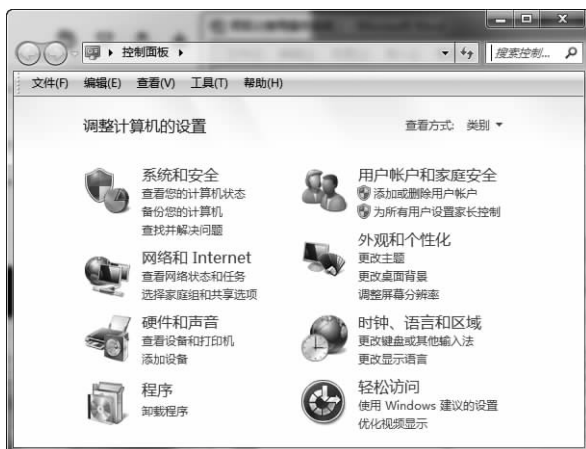 控制面板
搜索控制...
文件(F) 编辑(E) 查看(V) 工具(T) 帮助(H)
调整计算机的设置
查看方式: 类别
系统和安全
查看您的计算机状态
备份您的计算机
查找并解决问题
网络和 Internet
查看网络状态和任务
选择家庭组和共享选项
硬件和声音
查看设备和打印机
添加设备
程序
卸载程序
用户帐户和家庭安全
添加或删除用户帐户
为所有用户设置家长控制
外观和个性化
更改主题
更改桌面背景
调整屏幕分辨率
时钟、语言和区域
更改键盘或其他输入法
更改显示语言
轻松访问
使用 Windows 建议的设置
优化视频显示